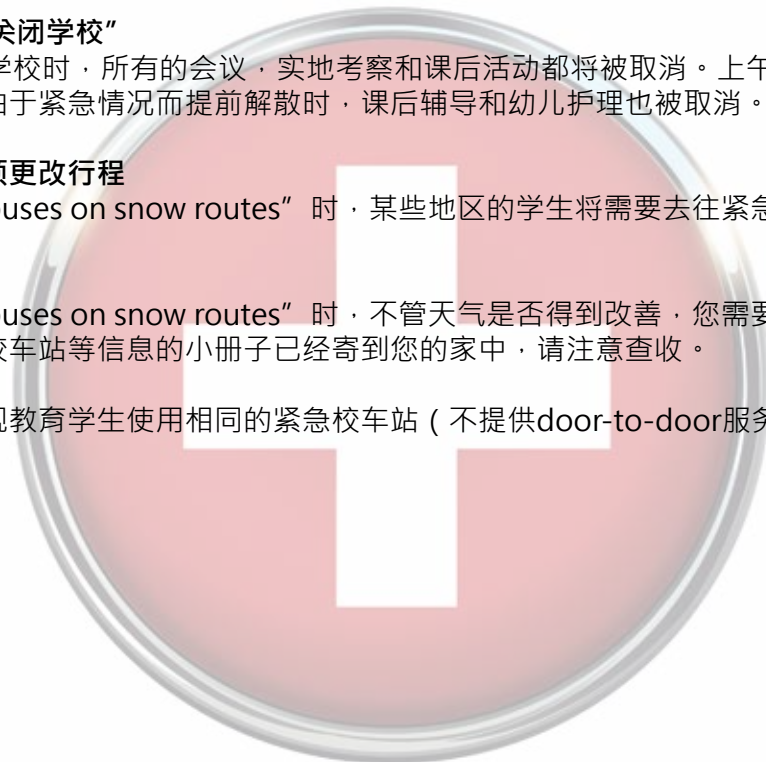 关闭学校”
学校时，所有的会议，实地考察和课后活动都将被取消。上午
由于紧急情况而提前解散时，课后辅导和幼儿护理也被取消。
更改行程
buses on snow routes”时，某些地区的学生将需要去往紧急
buses on snow routes”时，不管天气是否得到改善，您需要
校车站等信息的小册子已经寄到您的家中，请注意查收。
教育学生使用相同的紧急校车站（不提供door-to-door服务